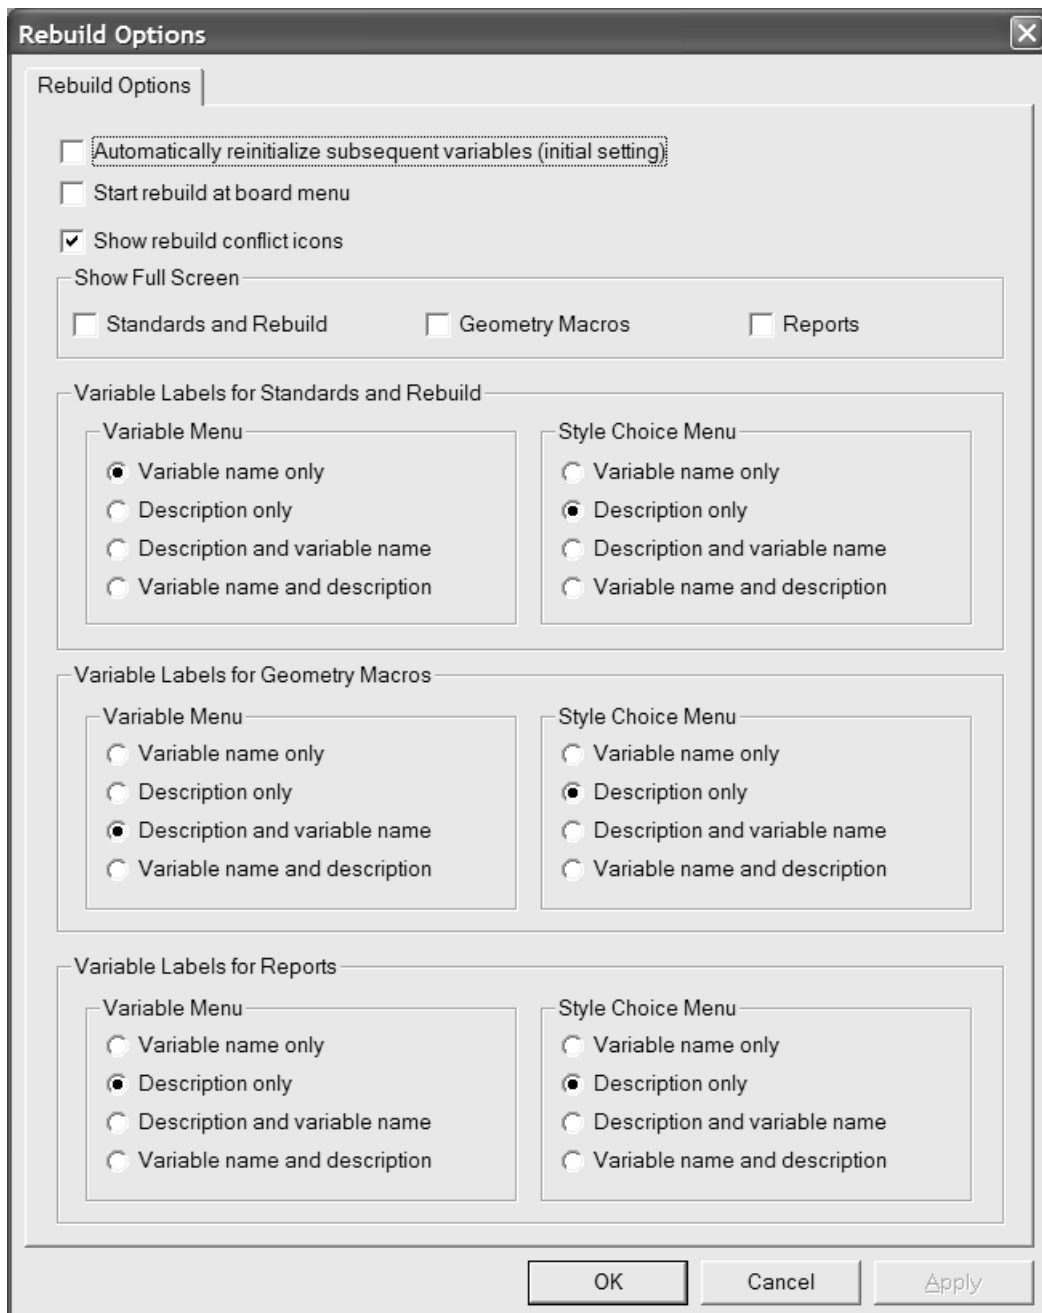 Rebuild Options
Rebuild Options
Automatically reinitialize subsequent variables (initial setting)
Start rebuild at board menu
Show rebuild conflict icons
Show Full Screen
Standards and Rebuild Geometry Macros Reports
Variable Labels for Standards and Rebuild
Variable Menu Style Choice Menu
Variable name only Variable name only
Description only Description only
Description and variable name Description and variable name
Variable name and description Variable name and description
Variable Labels for Geometry Macros
Variable Menu Style Choice Menu
Variable name only Variable name only
Description only Description only
Description and variable name Description and variable name
Variable name and description Variable name and description
Variable Labels for Reports
Variable Menu Style Choice Menu
Variable name only Variable name only
Description only Description only
Description and variable name Description and variable name
Variable name and description Variable name and description
OK Cancel Apply